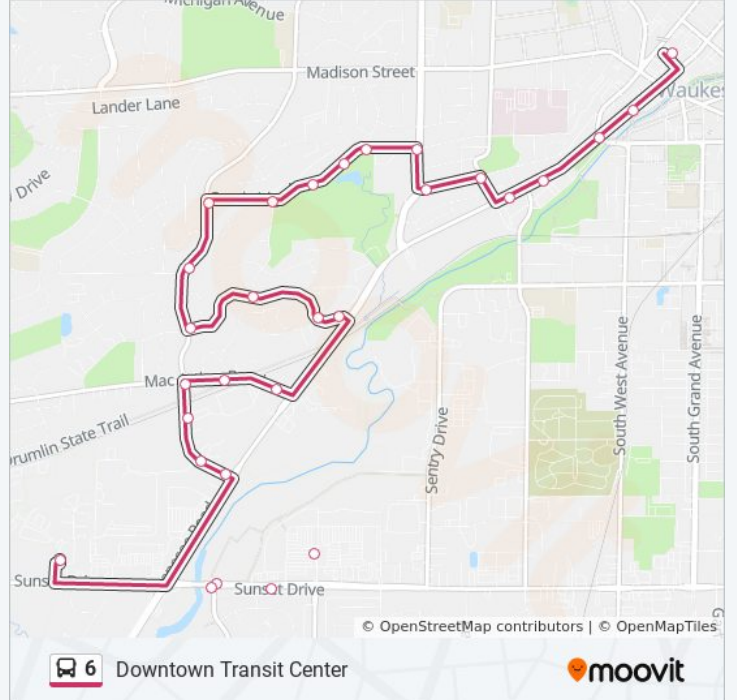 Michigan Avenue
Madison Street
Waukes
Lander Lane
Drive
Mac
Drumlin State Trail
South West Avenue
South Grand Avenue
Sentry Drive
Road
Sunset Drive
© OpenStreetMap contributors | © OpenMapTiles
6 Downtown Transit Center
moovit